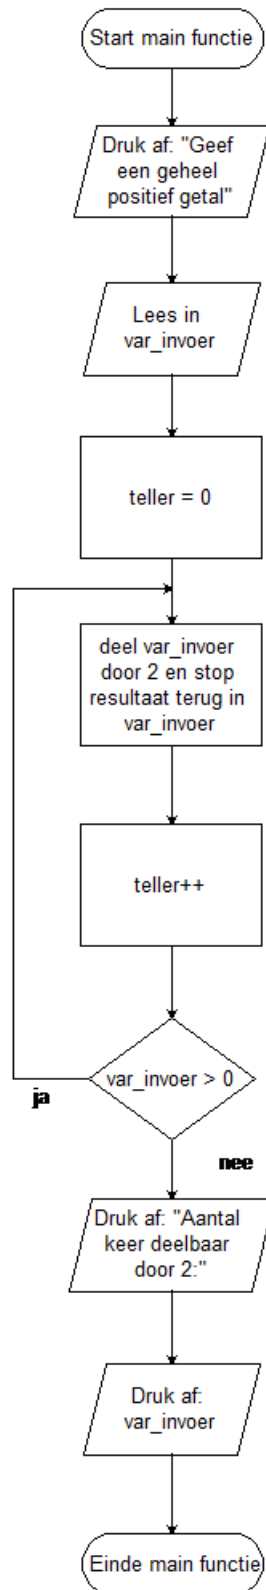 Start main functie
Druk af: "Geef
een geheel
positief getal"
Lees in
var_invoer
teller = 0
deel var_invoer
door 2 en stop
resultaat terug in
var_invoer
teller++
var_invoer > 0
ja
nee
Druk af: "Aantal
keer deelbaar
door 2:"
Druk af:
var_invoer
Einde main functie